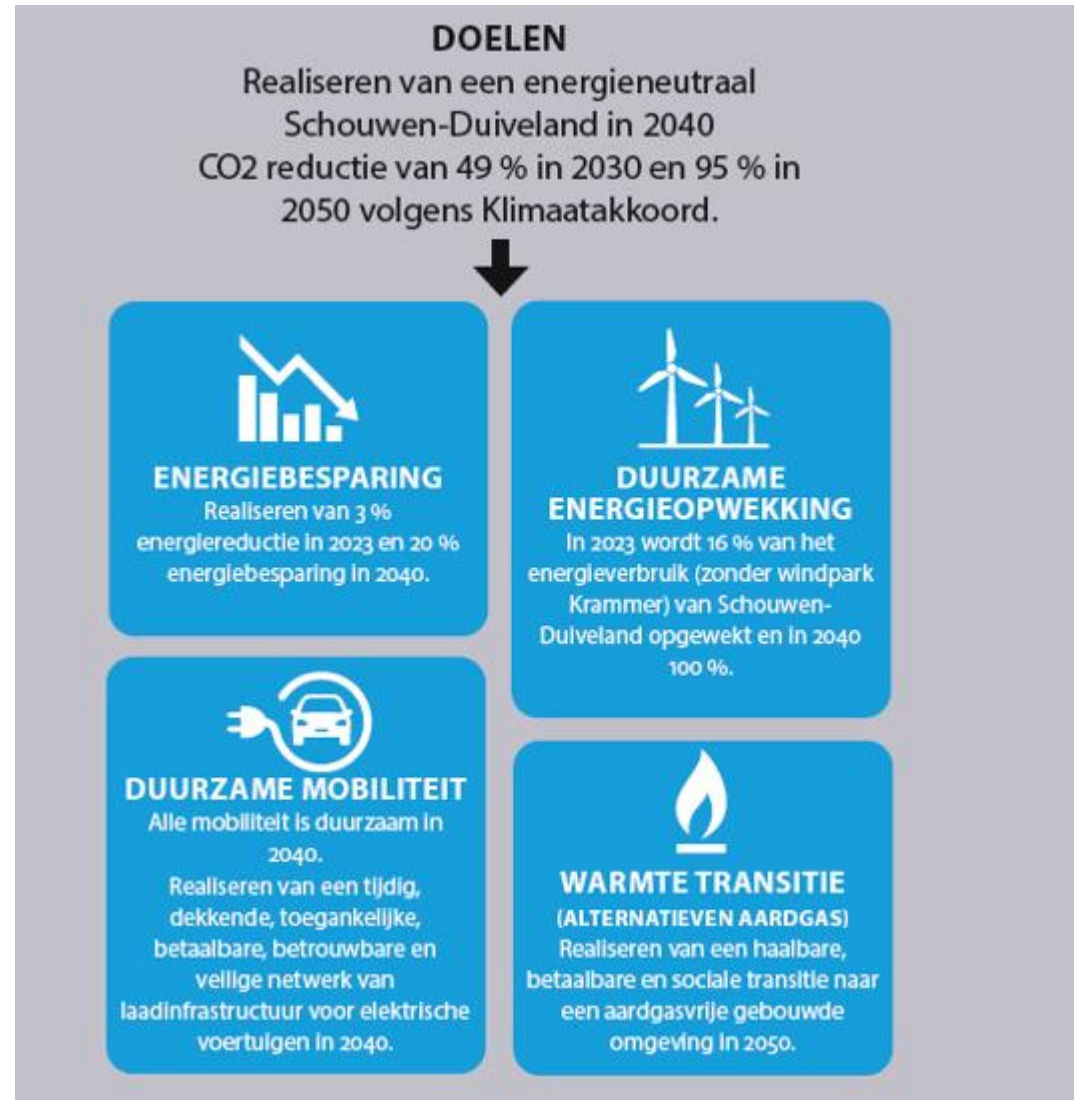 DOELEN
Realiseren van een energieneutraal
Schouwen-Duiveland in 2040
CO2 reductie van 49 % in 2030 en 95 % in
2050 volgens Klimaatakkoord.
ENERGIEBESPARING
Realiseren van 3 %
energiereductie in 2023 en 20 %
energiebesparing in 2040.
DUURZAME
ENERGIEOPWEKKING
In 2023 wordt 16 % van het
energieverbruik (zonder windpark
Krammer) van Schouwen-
Duiveland opgewekt en in 2040
100 %.
DUURZAME MOBILITEIT
Alle mobiliteit is duurzaam in
2040.
Realiseren van een tijdig,
dekkende, toegankelijke,
betaalbare, betrouwbare en
veilige netwerk van
laadinfrastructuur voor elektrische
voertuigen in 2040.
WARMTE TRANSITIE
(ALTERNATIEVEN AARDGAS)
Realiseren van een haalbare,
betaalbare en sociale transitie naar
een aardgasvrije gebouwde
omgeving in 2050.